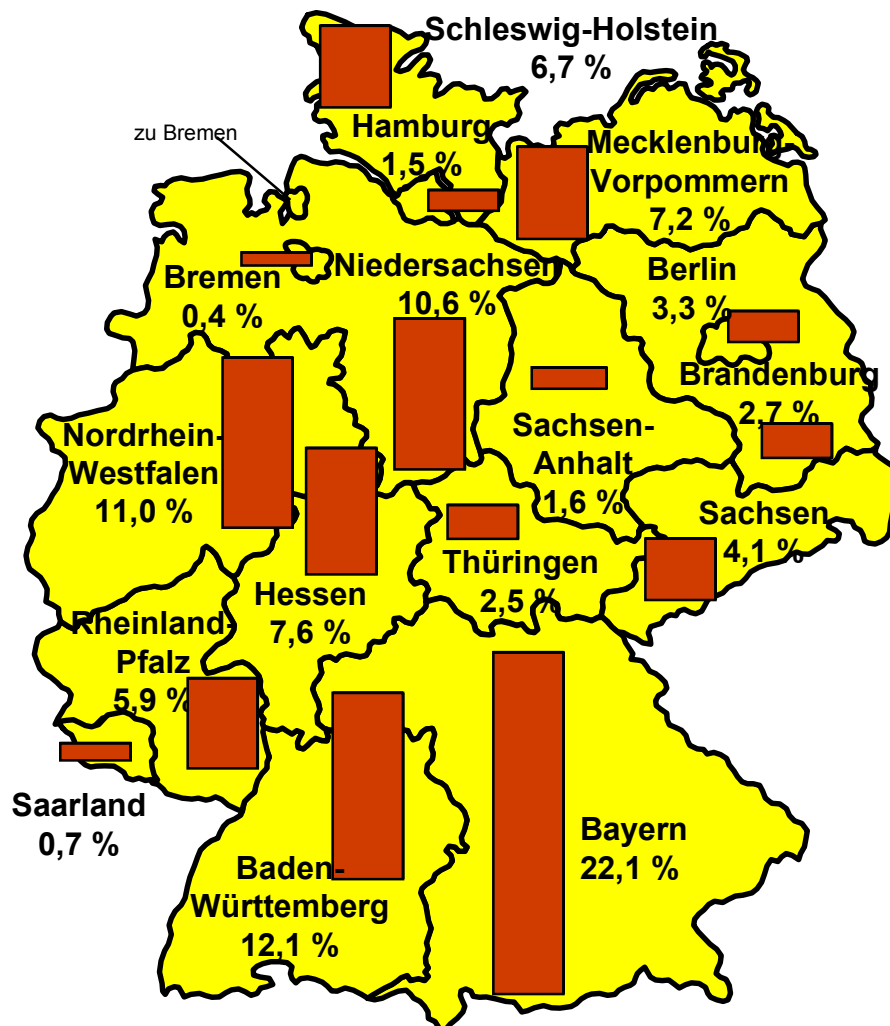 Schleswig-Holstein
6,7 %
zu Bremen
Hamburg
1,5 %
Mecklenburg
Vorpommern
7,2 %
Bremen
0,4 %
Niedersachsen
10,6 %
Berlin
3,3 %
Brandenburg
2,7 %
Nordrhein-
Westfalen
11,0 %
Sachsen-
Anhalt
1,6 %
Sachsen
4,1 %
Thüringen
2,5 %
Hessen
7,6 %
Rheinland-
Pfalz
5,9 %
Saarland
0,7 %
Baden-
Württemberg
12,1 %
Bayern
22,1 %